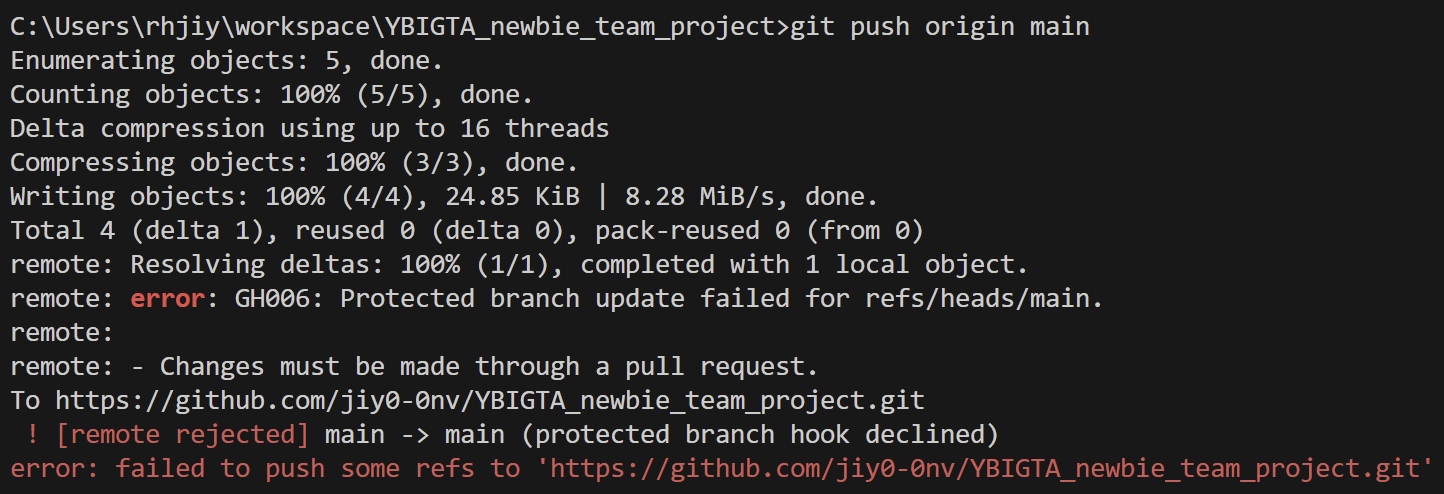 C:\Users\rhjiy\workspace\YBIGTA_newbie_team_project>git push origin main
Enumerating objects: 5, done.
Counting objects: 100% (5/5), done.
Delta compression using up to 16 threads
Compressing objects: 100% (3/3), done.
Writing objects: 100% (4/4), 24.85 KiB | 8.28 MiB/s, done.
Total 4 (delta 1), reused 0 (delta 0), pack-reused 0 (from 0)
remote: Resolving deltas: 100% (1/1), completed with 1 local object.
remote: error: GH006: Protected branch update failed for refs/heads/main.
remote:
remote: - Changes must be made through a pull request.
To https://github.com/jiy0-0nv/YBIGTA_newbie_team_project.git
 ! [remote rejected] main -> main (protected branch hook declined)
error: failed to push some refs to 'https://github.com/jiy0-0nv/YBIGTA_newbie_team_project.git'